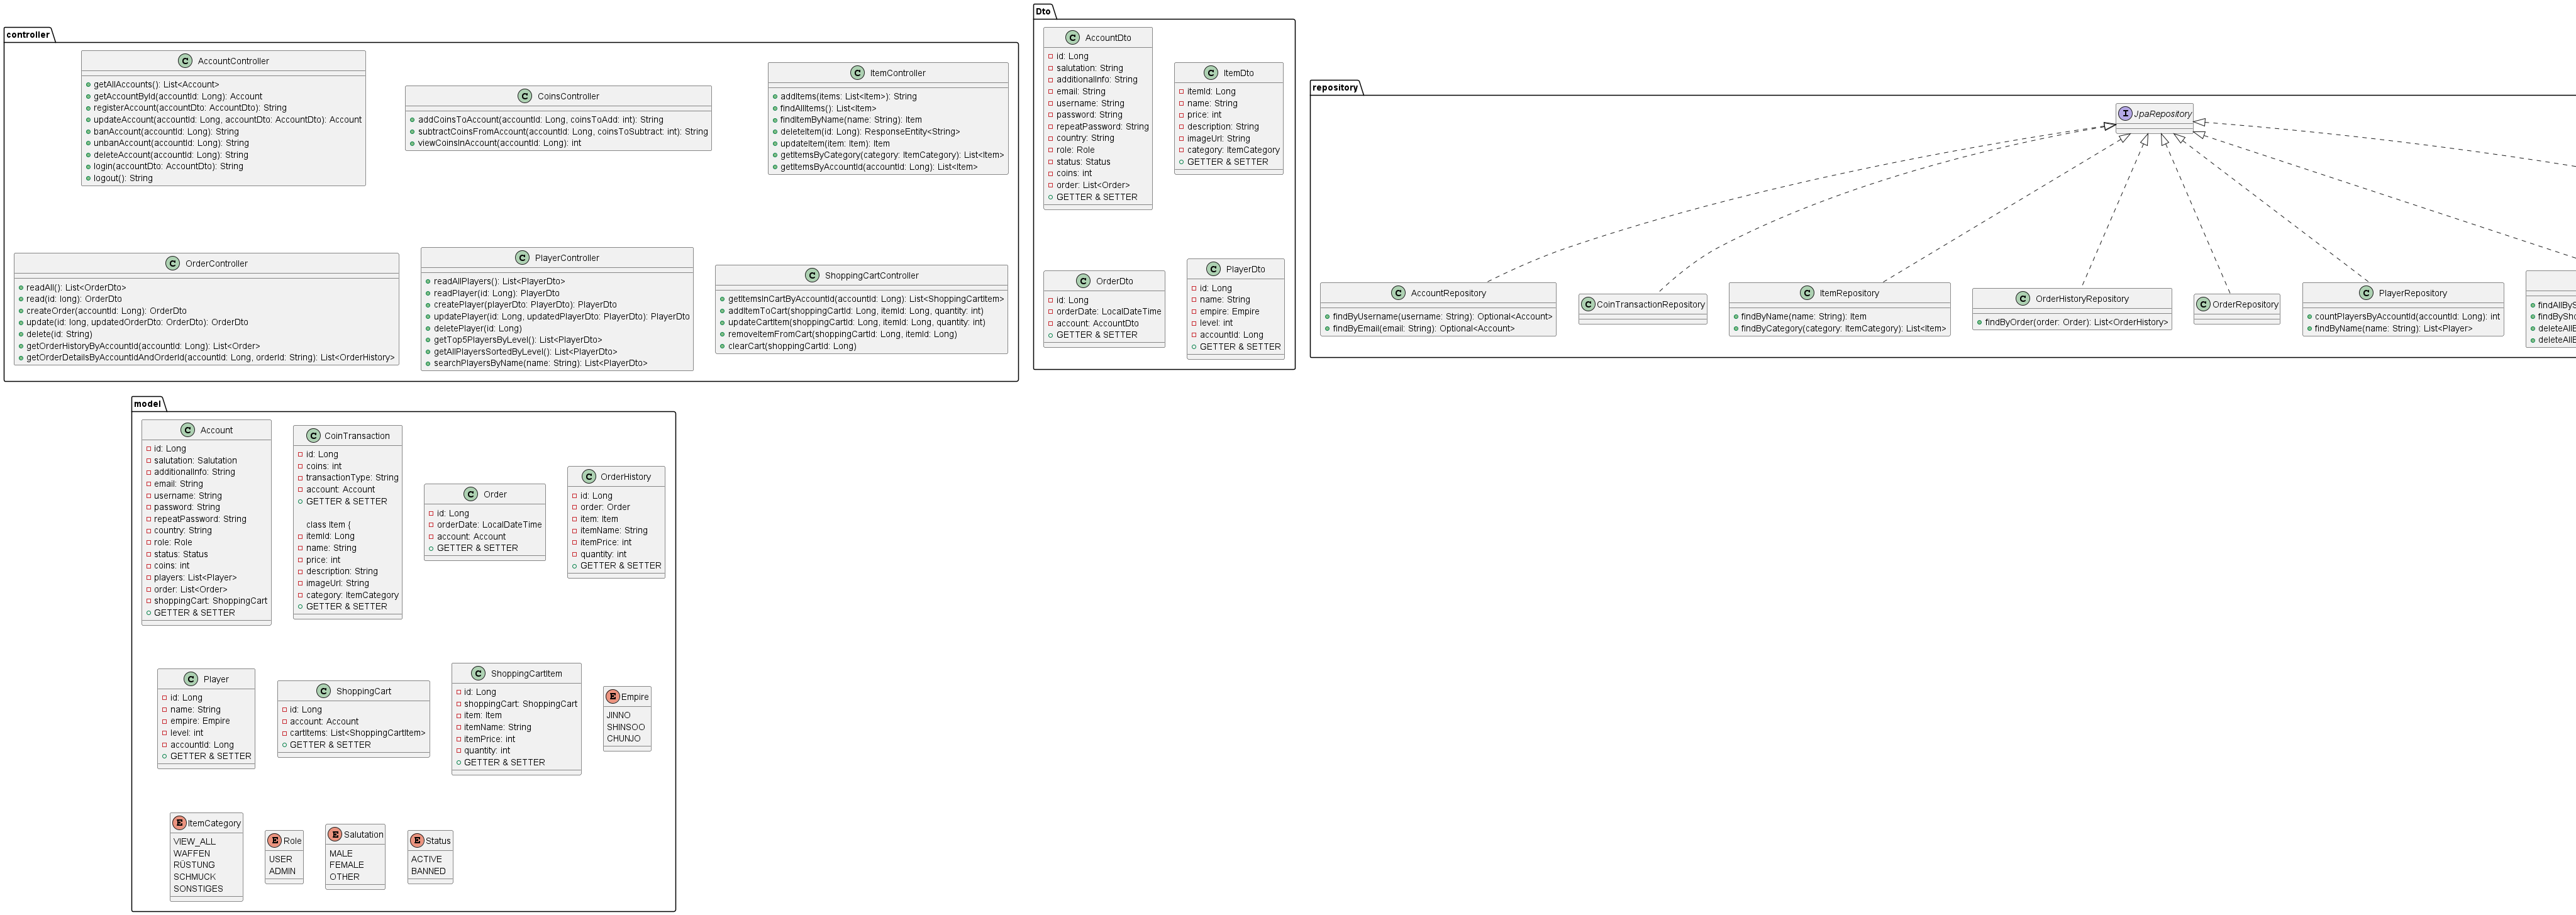 controller
AccountController
getAllAccounts(): List<Account>
getAccountById(accountId: Long): Account
registerAccount(accountDto: AccountDto): String
updateAccount(accountId: Long, accountDto: AccountDto): Account
banAccount(accountId: Long): String
unbanAccount(accountId: Long): String
deleteAccount(accountId: Long): String
login(accountDto: AccountDto): String
logout(): String
CoinsController
addCoinsToAccount(accountId: Long, coinsToAdd: int): String
subtractCoinsFromAccount(accountId: Long, coinsToSubtract: int): String
viewCoinsInAccount(accountId: Long): int
ItemController
addItems(items: List<Item>): String
findAllItems(): List<Item>
findItemByName(name: String): Item
deleteItem(id: Long): ResponseEntity<String>
updateItem(item: Item): Item
getItemsByCategory(category: ItemCategory): List<Item>
getItemsByAccountId(accountId: Long): List<Item>
OrderController
readAll(): List<OrderDto>
read(id: long): OrderDto
createOrder(accountId: Long): OrderDto
update(id: long, updatedOrderDto: OrderDto): OrderDto
delete(id: String)
getOrderHistoryByAccountId(accountId: Long): List<Order>
getOrderDetailsByAccountIdAndOrderId(accountId: Long, orderId: String): List<OrderHistory>
PlayerController
readAllPlayers(): List<PlayerDto>
readPlayer(id: Long): PlayerDto
createPlayer(playerDto: PlayerDto): PlayerDto
updatePlayer(id: Long, updatedPlayerDto: PlayerDto): PlayerDto
deletePlayer(id: Long)
getTop5PlayersByLevel(): List<PlayerDto>
getAllPlayersSortedByLevel(): List<PlayerDto>
searchPlayersByName(name: String): List<PlayerDto>
ShoppingCartController
getItemsInCartByAccountId(accountId: Long): List<ShoppingCartItem>
addItemToCart(shoppingCartId: Long, itemId: Long, quantity: int)
updateCartItem(shoppingCartId: Long, itemId: Long, quantity: int)
removeItemFromCart(shoppingCartId: Long, itemId: Long)
clearCart(shoppingCartId: Long)
Dto
AccountDto
id: Long
salutation: String
additionalInfo: String
email: String
username: String
password: String
repeatPassword: String
country: String
role: Role
status: Status
coins: int
order: List<Order>
GETTER & SETTER
ItemDto
itemId: Long
name: String
price: int
description: String
imageUrl: String
category: ItemCategory
GETTER & SETTER
OrderDto
id: Long
orderDate: LocalDateTime
account: AccountDto
GETTER & SETTER
PlayerDto
id: Long
name: String
empire: Empire
level: int
accountId: Long
GETTER & SETTER
repository
JpaRepository
AccountRepository
findByUsername(username: String): Optional<Account>
findByEmail(email: String): Optional<Account>
CoinTransactionRepository
ItemRepository
findByName(name: String): Item
findByCategory(category: ItemCategory): List<Item>
OrderHistoryRepository
findByOrder(order: Order): List<OrderHistory>
OrderRepository
PlayerRepository
countPlayersByAccountId(accountId: Long): int
findByName(name: String): List<Player>
findAllByS
findBySho
deleteAllB
deleteAllB
model
Account
id: Long
salutation: Salutation
additionalInfo: String
email: String
username: String
password: String
repeatPassword: String
country: String
role: Role
status: Status
coins: int
players: List<Player>
order: List<Order>
shoppingCart: ShoppingCart
GETTER & SETTER
CoinTransaction
id: Long
coins: int
transactionType: String
account: Account
GETTER & SETTER
class Item {
itemId: Long
name: String
price: int
description: String
imageUrl: String
category: ItemCategory
GETTER & SETTER
Order
id: Long
orderDate: LocalDateTime
account: Account
GETTER & SETTER
OrderHistory
id: Long
order: Order
item: Item
itemName: String
itemPrice: int
quantity: int
GETTER & SETTER
Player
id: Long
name: String
empire: Empire
level: int
accountId: Long
GETTER & SETTER
ShoppingCart
id: Long
account: Account
cartItems: List<ShoppingCartItem>
GETTER & SETTER
ShoppingCartItem
id: Long
shoppingCart: ShoppingCart
item: Item
itemName: String
itemPrice: int
quantity: int
GETTER & SETTER
Empire
JINNO
SHINSOO
CHUNJO
ItemCategory
VIEW_ALL
WAFFEN
RÜSTUNG
SCHMUCK
SONSTIGES
Role
USER
ADMIN
Salutation
MALE
FEMALE
OTHER
Status
ACTIVE
BANNED